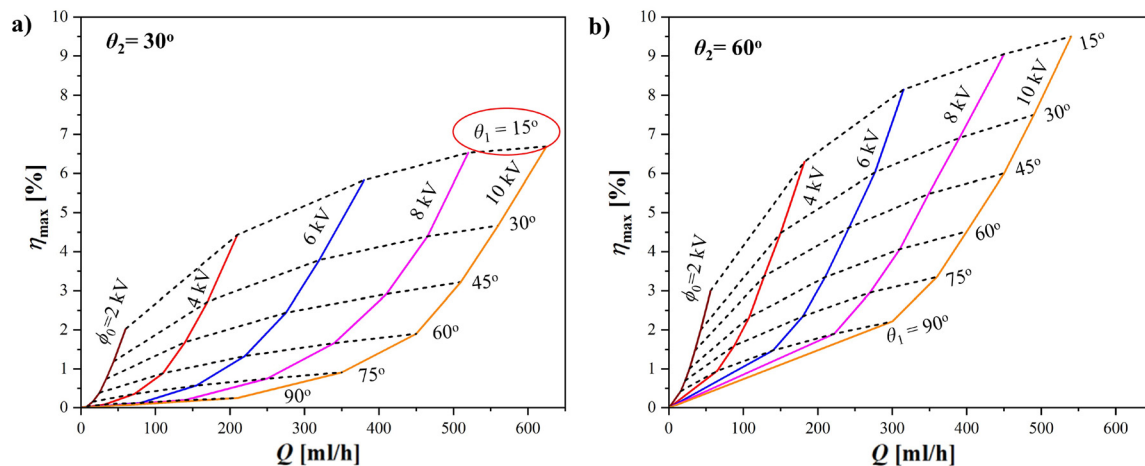 a)
θ₂= 30°
η_max [%]
10
9
8
7
6
5
4
3
2
1
0
ϕ₀=2 kV
4 kV
6 kV
8 kV
10 kV
θ₁ = 15°
30°
45°
60°
75°
90°
0 100 200 300 400 500 600
Q [ml/h]
b)
θ₂= 60°
η_max [%]
10
9
8
7
6
5
4
3
2
1
0
ϕ₀=2 kV
4 kV
6 kV
8 kV
10 kV
15°
30°
45°
60°
75°
θ₁ = 90°
0 100 200 300 400 500 600
Q [ml/h]